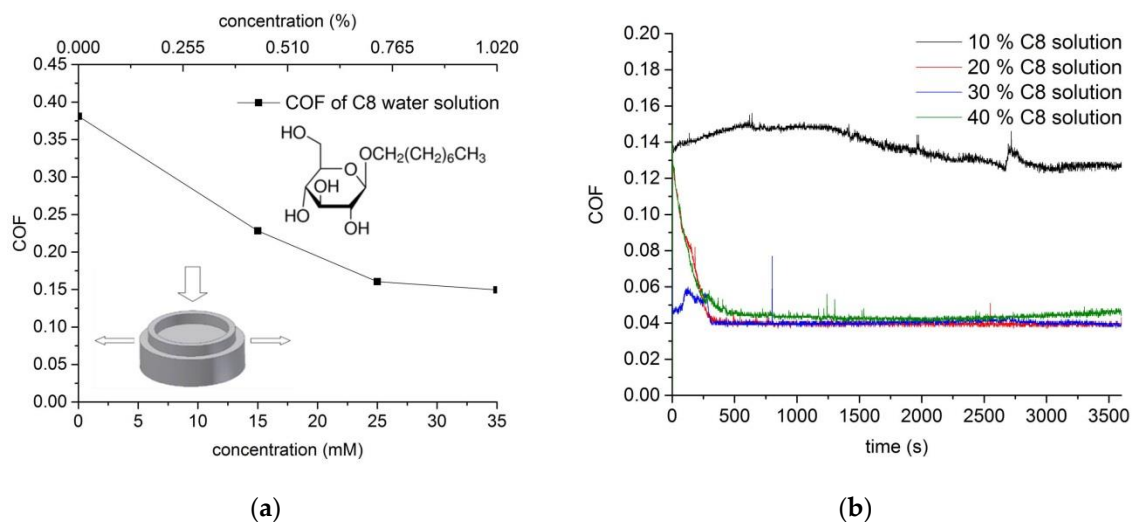 concentration (%)
0.000 0.255 0.510 0.765 1.020
0.45
0.40
0.35
0.30
0.25
0.20
0.15
0.10
0.05
0.00
COF
COF of C8 water solution
HO
O
HO
OH
HO
OH
O
CH2(CH2)6CH3
0 5 10 15 20 25 30 35
concentration (mM)
(a)
0.20
0.18
0.16
0.14
0.12
0.10
0.08
0.06
0.04
0.02
0.00
COF
10 % C8 solution
20 % C8 solution
30 % C8 solution
40 % C8 solution
0 500 1000 1500 2000 2500 3000 3500
time (s)
(b)